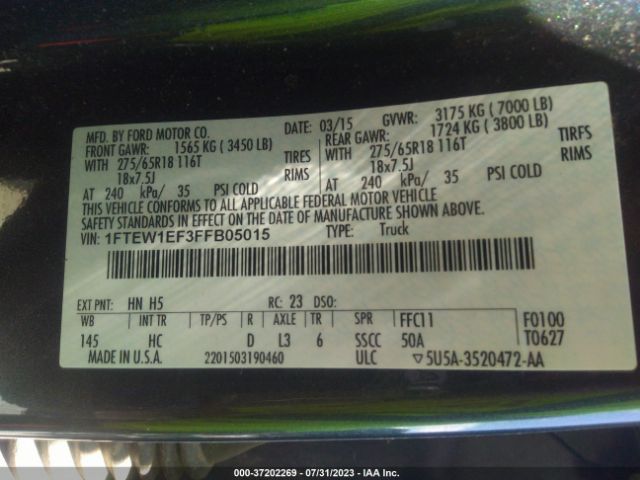 MFD. BY FORD MOTOR CO.
DATE: 03/15 GVWR: 3175 KG ( 7000 LB)
FRONT GAWR: 1565 KG ( 3450 LB)
REAR GAWR: 1724 KG ( 3800 LB)
WITH 275/65R18 116T TIRES
WITH 275/65R18 116T TIRES
18x7.5J RIMS
18x7.5J RIMS
AT 240 kPa/ 35 PSI COLD
AT 240 kPa/ 35 PSI COLD
THIS VEHICLE CONFORMS TO ALL APPLICABLE FEDERAL MOTOR VEHICLE
SAFETY STANDARDS IN EFFECT ON THE DATE OF MANUFACTURE SHOWN ABOVE.
VIN: 1FTEW1EF3FFB05015 TYPE: Truck
EXT PNT: HN H5 RC: 23 DSO:
WB INT TR TP/PS R AXLE TR SPR FFC11 F0100
145 HC D L3 6 SSCC 50A T0627
MADE IN U.S.A. 2201503190460 ULC ▽5U5A-3520472-AA
000-37202269 - 07/31/2023 - IAA Inc.